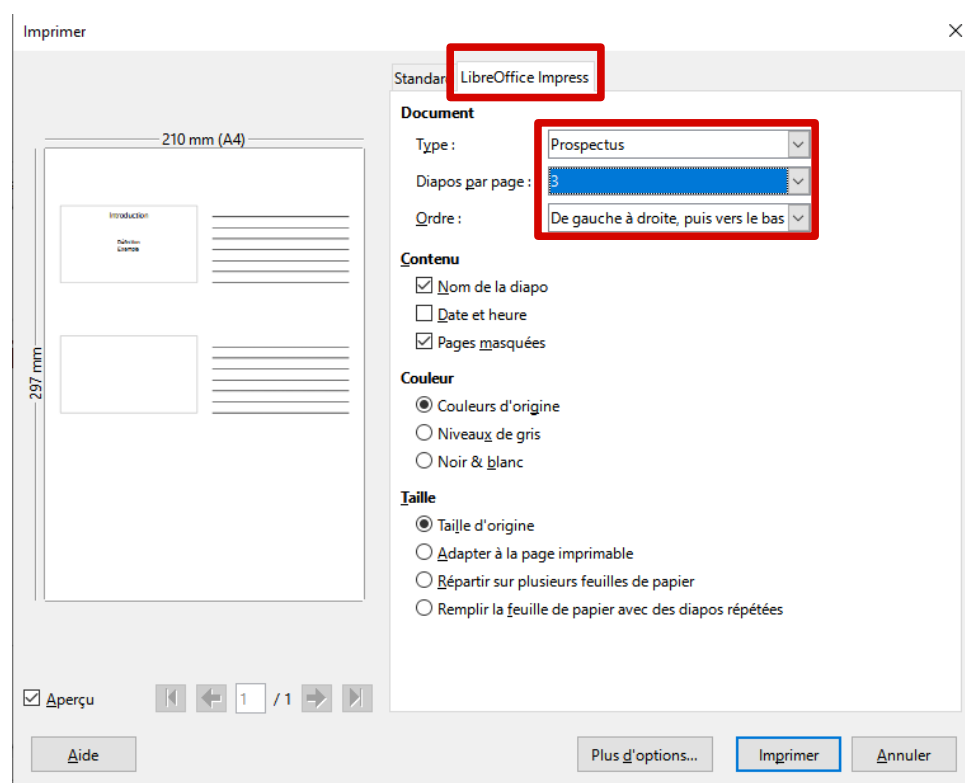 Imprimer
Standar LibreOffice Impress
Document
210 mm (A4)
Type : Prospectus
Diapos par page : 3
Ordre : De gauche à droite, puis vers le bas
Introduction
Définition
Exemple
297 mm
Contenu
Nom de la diapo
Date et heure
Pages masquées
Couleur
Couleurs d'origine
Niveaux de gris
Noir & blanc
Taille
Taille d'origine
Adapter à la page imprimable
Répartir sur plusieurs feuilles de papier
Remplir la feuille de papier avec des diapos répétées
Aperçu 1 / 1
Aide Plus d'options... Imprimer Annuler